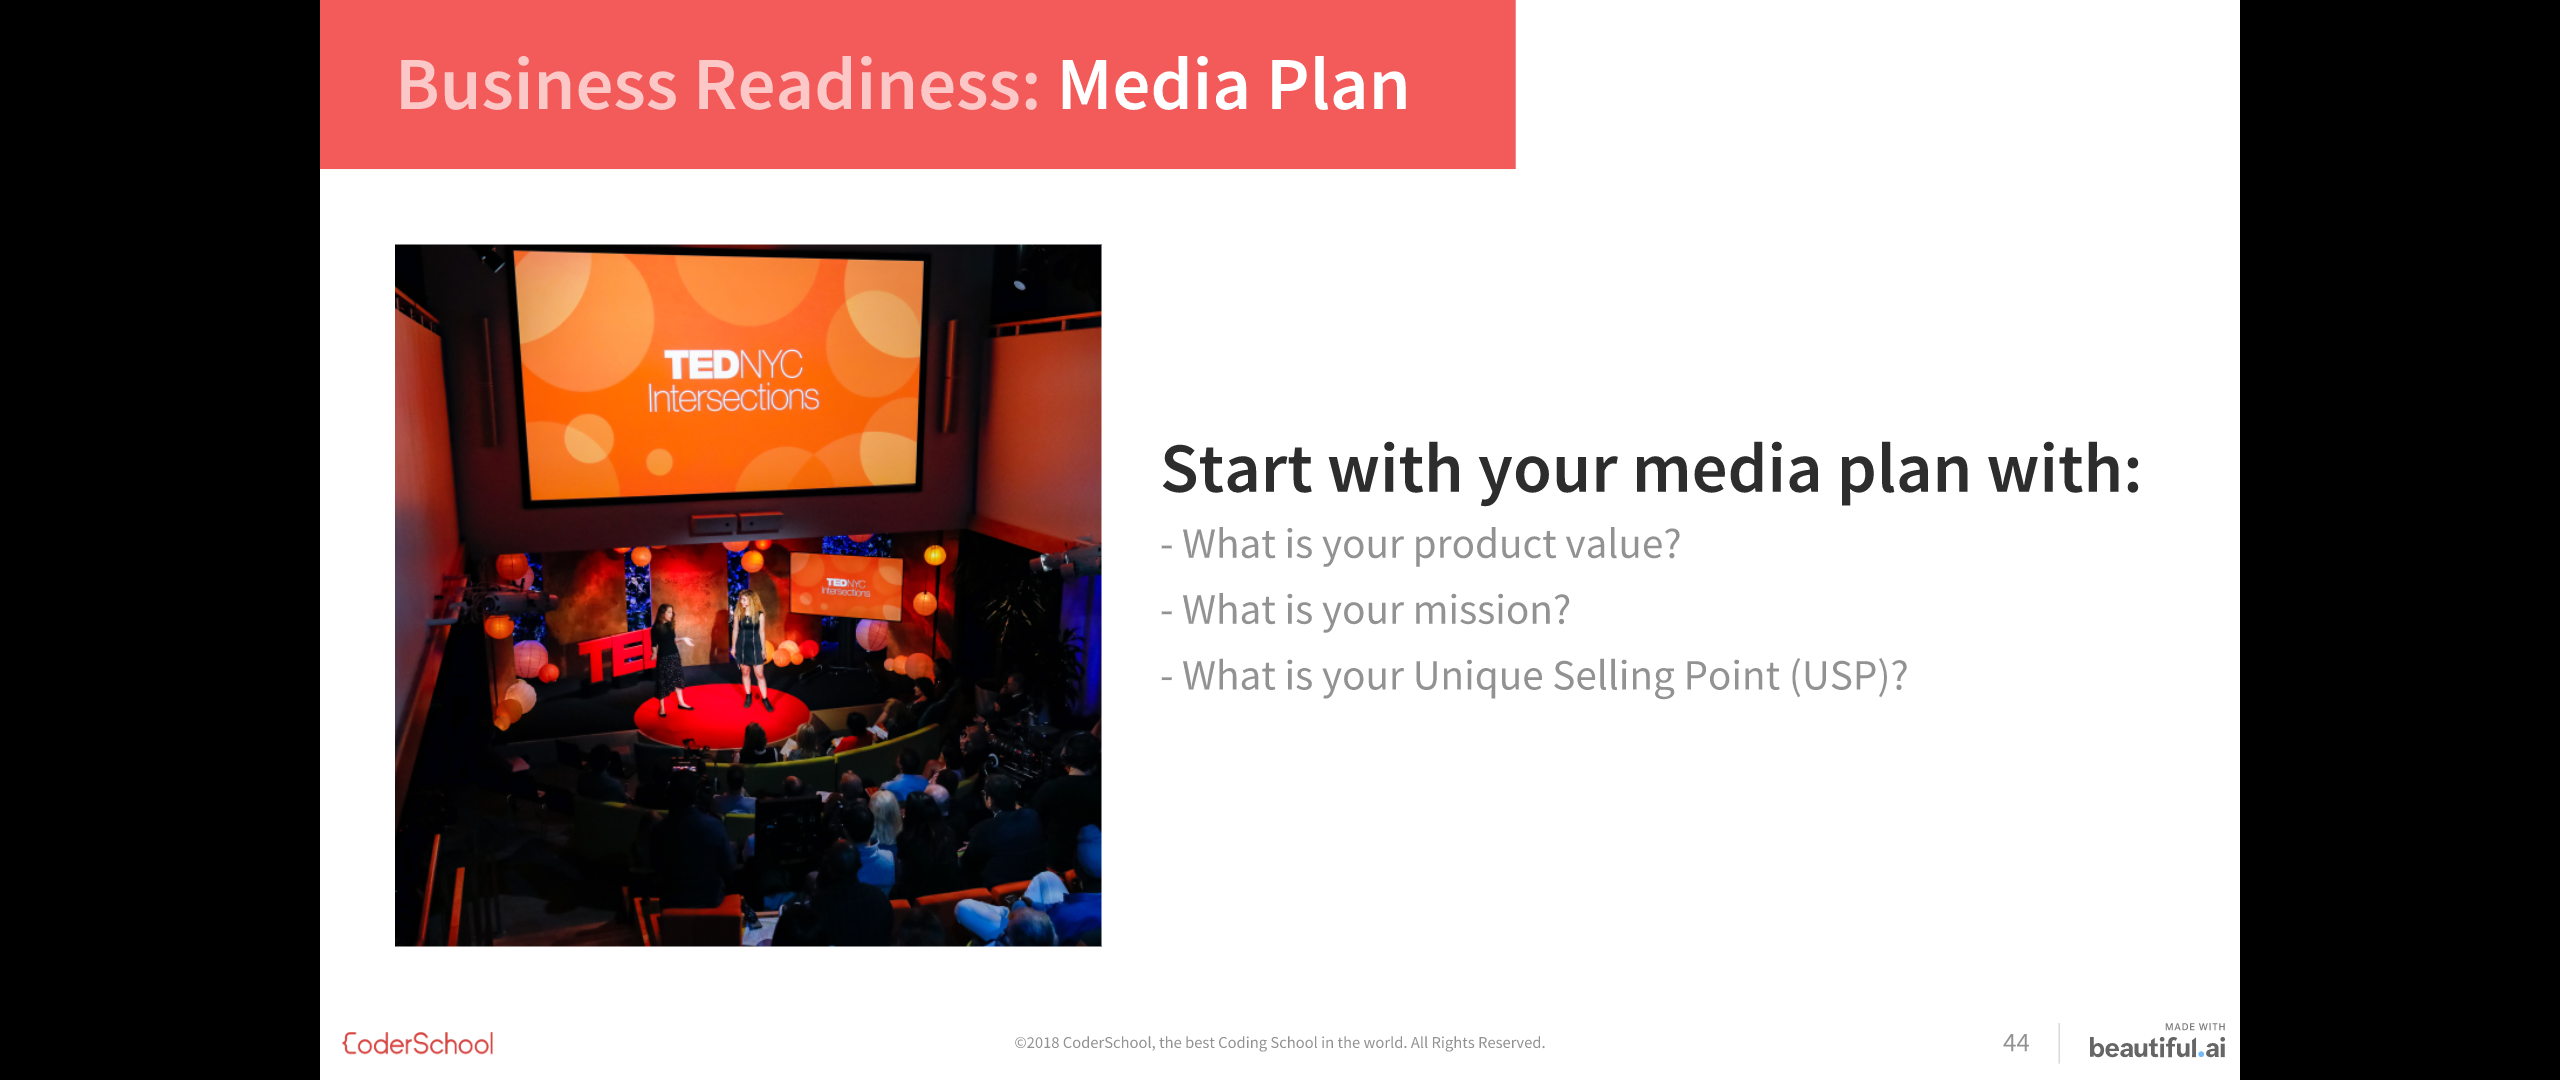 Business Readiness: Media Plan
TEDNYC
Intersections
TEDNYC
Intersections
TED
Start with your media plan with:
- What is your product value?
- What is your mission?
- What is your Unique Selling Point (USP)?
{CoderSchool
©2018 CoderSchool, the best Coding School in the world. All Rights Reserved.
44
MADE WITH
beautiful.ai